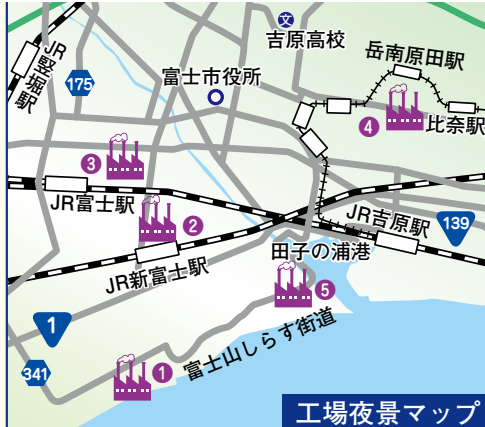 文
吉原高校
岳南原田駅
JR竪堀駅
175
富士市役所
④
比奈駅
③
JR富士駅
②
JR吉原駅
139
JR新富士駅
田子の浦港
⑤
1
富士山しらす街道
341
①
工場夜景マップ